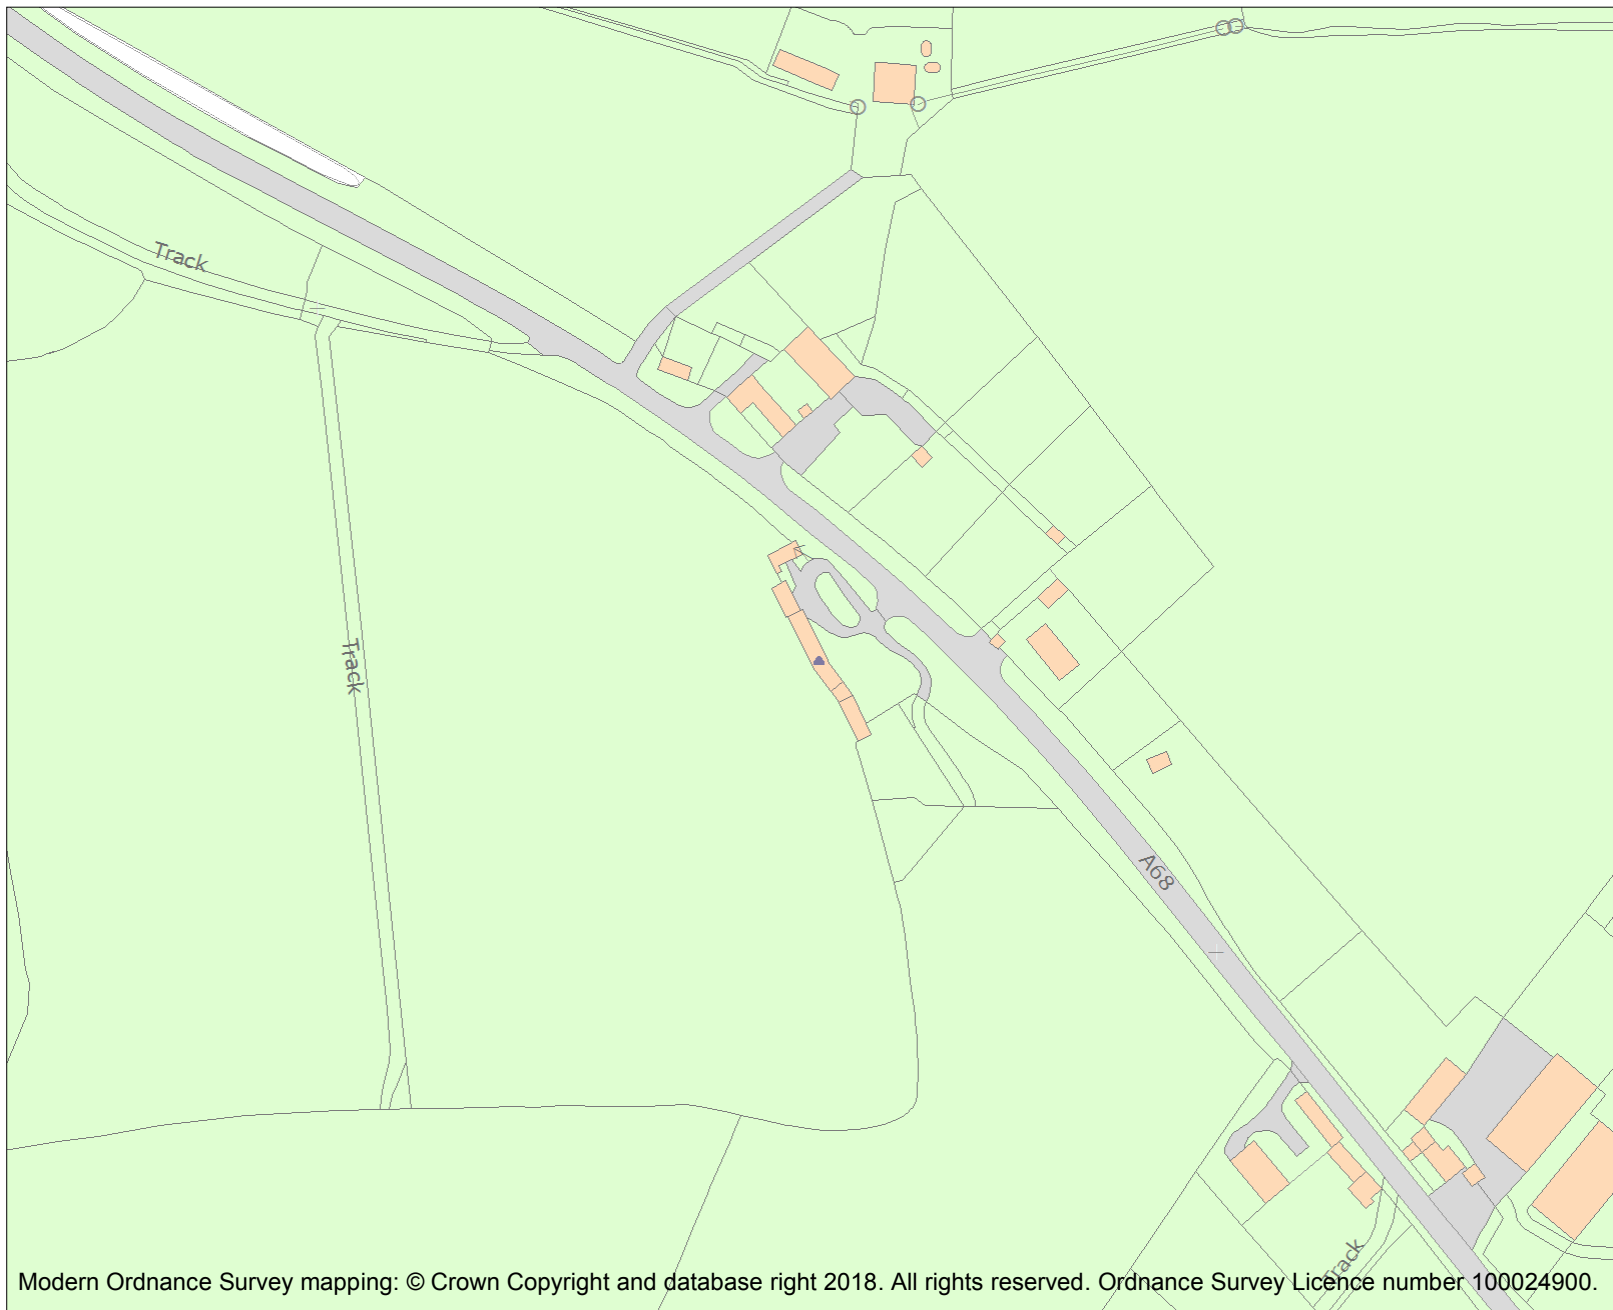 Track
Track
A68
Track
Modern Ordnance Survey mapping: © Crown Copyright and database right 2018. All rights reserved. Ordnance Survey Licence number 100024900.